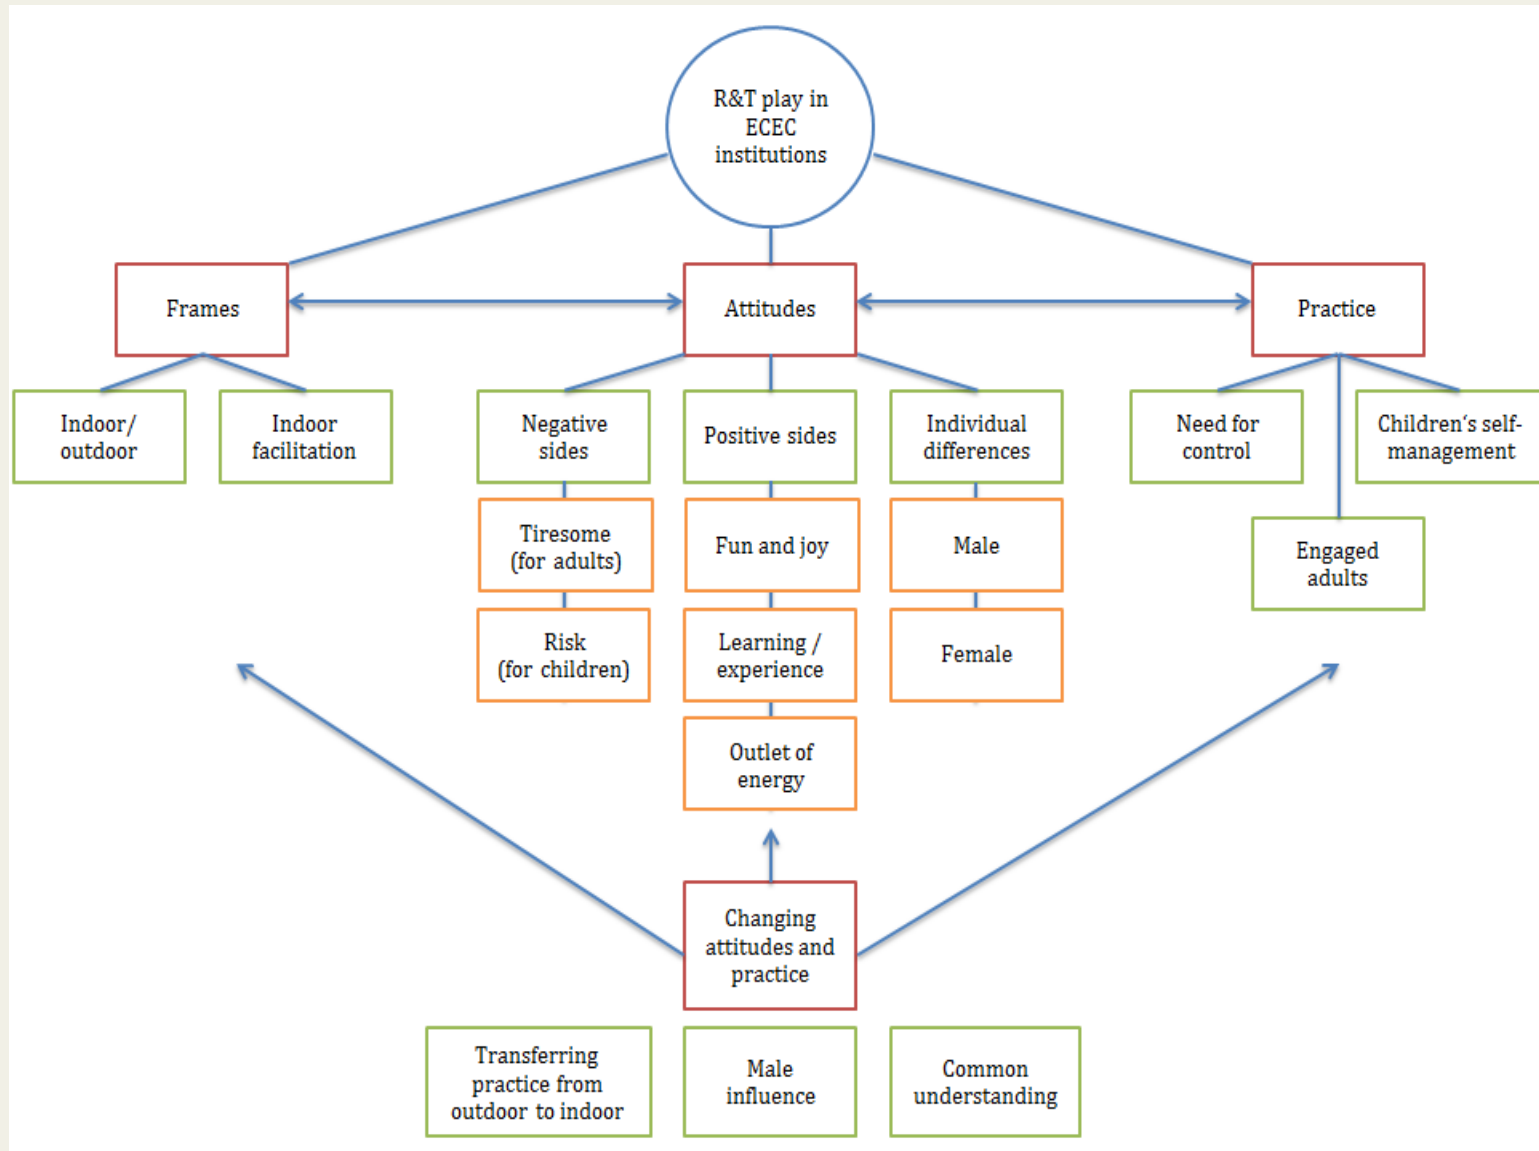 R&T play in
ECEC
institutions
Frames
Attitudes
Practice
Indoor/
outdoor
Indoor
facilitation
Negative
sides
Positive sides
Individual
differences
Need for
control
Children's self-
management
Tiresome
(for adults)
Fun and joy
Male
Engaged
adults
Risk
(for children)
Learning /
experience
Female
Outlet of
energy
Changing
attitudes and
practice
Transferring
practice from
outdoor to indoor
Male
influence
Common
understanding